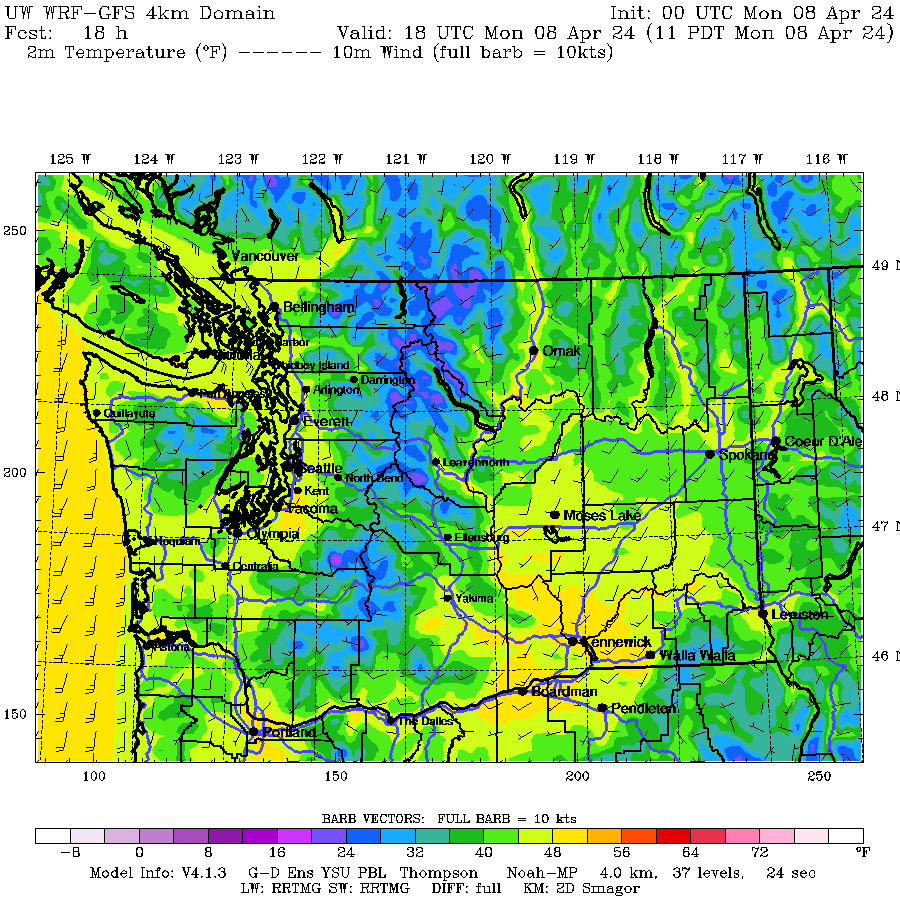 UW WRF-GFS 4km Domain Init: 00 UTC Mon 08 Apr 24
Fcst: 18 h Valid: 18 UTC Mon 08 Apr 24 (11 PDT Mon 08 Apr 24)
2m Temperature (°F) ------ 10m Wind (full barb = 10kts)
125 W 124 W 123 W 122 W 121 W 120 W 119 W 118 W 117 W 116 W
250
Vancouver
49 N
Bellingham
Omak
Whidbey Island
Darrington
Arlington
48 N
Quillayute
Everett
Coeur D'Ale
Spokane
Leavenworth
200
Seattle
North Bend
Kent
Tacoma
Moses Lake
47 N
Olympia
Ellensburg
Hoquiam
Centralia
Yakima
Lewiston
Kennewick
Astoria
Walla Walla
46 N
Boardman
Pendleton
150
The Dalles
Portland
100 150 200 250
BARB VECTORS: FULL BARB = 10 kts
-8 0 8 16 24 32 40 48 56 64 72 °F
Model Info: V4.1.3 G-D Ens YSU PBL Thompson Noah-MP 4.0 km, 37 levels, 24 sec
LW: RRTMG SW: RRTMG DIFF: full KM: 2D Smagor